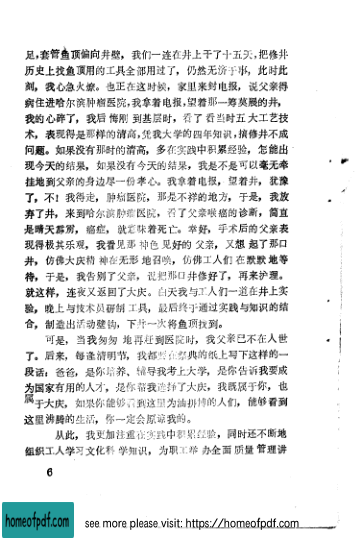 足,套管鱼顶偏向井壁，我们一连在井上干了十五天,把修井
历史上找鱼顶用的工具全部用过了，仍然无济于事，此时此
刻，我心急火燎。也正在这时候，家里来封电报，说父亲得
病住进哈尔滨肿瘤医院,我拿着电报,望着那一筹莫展的井，
我的心碎了，我后悔刚到基层时，看了看当时五大工艺技
术，表现得是那样的清高,凭我大学的四年知识，搞修井不成
问题。如果没有那时的清高，多在实践中积累经验，怎能出
现今天的结果，如果没有今天的结果，我是不是可以毫无牵
挂地到父亲的身边尽一份孝心。我拿着电报，望着井，犹豫
了，不！我得走，肿瘤医院，那是不祥的地方，于是，我放
弃了井，来到哈尔滨肿瘤医院，看了父亲喉癌的诊断，简直
是晴天霹雳，癌症，就意味着死亡。幸好，手术后的父亲表
现得极其乐观，我看见那神色见好的父亲，又想起了那口
井，仿佛大庆精神在无形地召唤，仿佛工人们在默默地等
待，于是，我告别了父亲，说把那口井修好了，再来护理。
就这样，连夜又返回了大庆。白天我与工人们一道在井上实
验，晚上与技术员研制工具，最后终于通过实践与知识的结
合，制造出活动壁钩，下井一次将鱼顶找到。
可是，当我匆匆地再赶到医院时，我父亲已不在人世
了。后来，每逢清明节，我都要在祭典的纸上写下这样的一
段话：爸爸，是你培养、辅导我考上大学，是你告诉我要成
为国家有用的人才，是你帮我选择了大庆，我既属于你，也
属于大庆，如果你能够看到这里为油拼搏的人们，能够看到
这里沸腾的生活，你一定会原谅我的。
从此，我更加注重在实践中积累经验，同时还不断地
组织工人学习文化科学知识，为职工举办全面质量管理讲
6
homeofpdf.com
see more please visit: https://homeofpdf.com